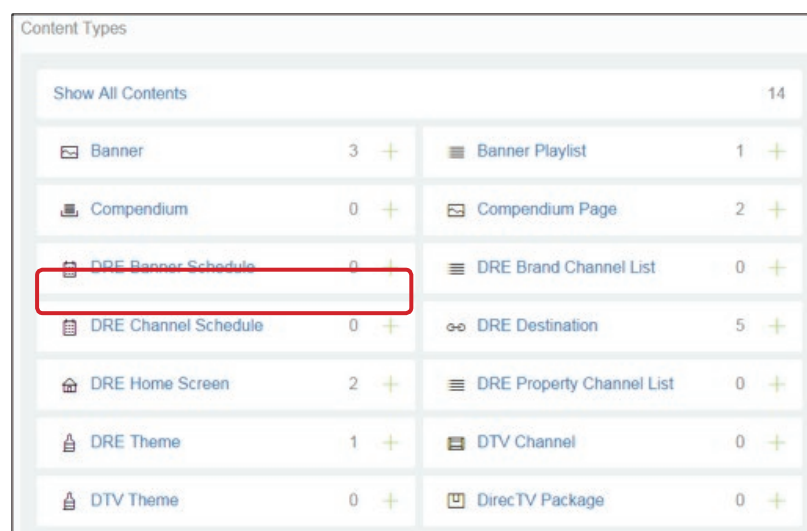 Content Types
Show All Contents 14
Banner 3 + Banner Playlist 1 +
Compendium 0 + Compendium Page 2 +
DRE Banner Schedule 0 + DRE Brand Channel List 0 +
DRE Channel Schedule 0 + DRE Destination 5 +
DRE Home Screen 2 + DRE Property Channel List 0 +
DRE Theme 1 + DTV Channel 0 +
DTV Theme 0 + DirecTV Package 0 +